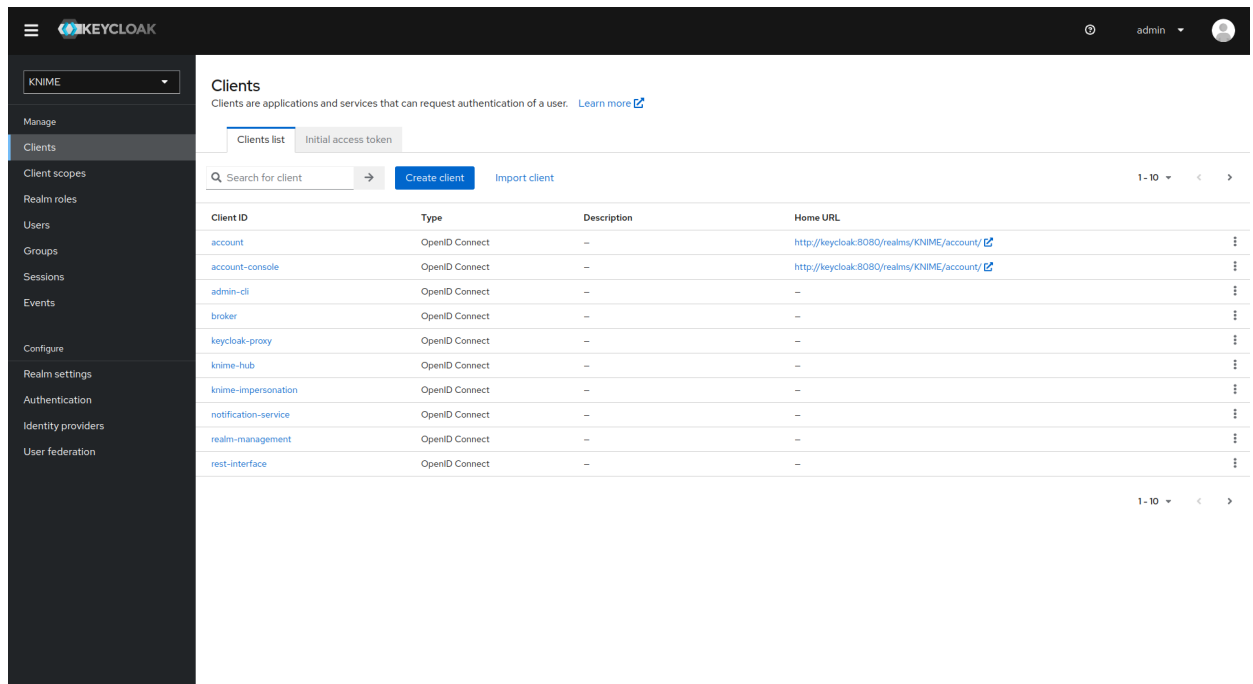 KEYCLOAK
admin
KNIME
Manage
Clients
Client scopes
Realm roles
Users
Groups
Sessions
Events
Configure
Realm settings
Authentication
Identity providers
User federation
Clients
Clients are applications and services that can request authentication of a user. Learn more
Clients list Initial access token
Search for client Create client Import client 1 - 10
Client ID Type Description Home URL
account OpenID Connect – http://keycloak:8080/realms/KNIME/account/
account-console OpenID Connect – http://keycloak:8080/realms/KNIME/account/
admin-cli OpenID Connect – –
broker OpenID Connect – –
keycloak-proxy OpenID Connect – –
knime-hub OpenID Connect – –
knime-impersonation OpenID Connect – –
notification-service OpenID Connect – –
realm-management OpenID Connect – –
rest-interface OpenID Connect – –
1 - 10